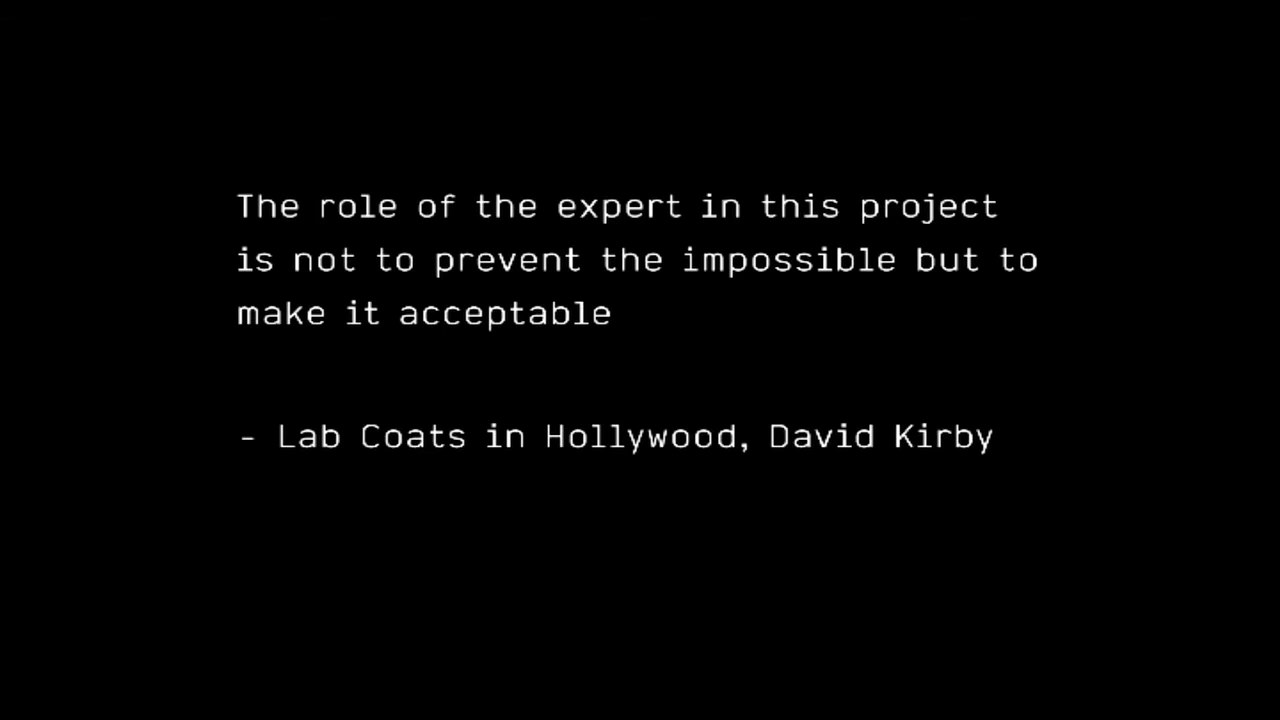 The role of the expert in this project
is not to prevent the impossible but to
make it acceptable
- Lab Coats in Hollywood, David Kirby